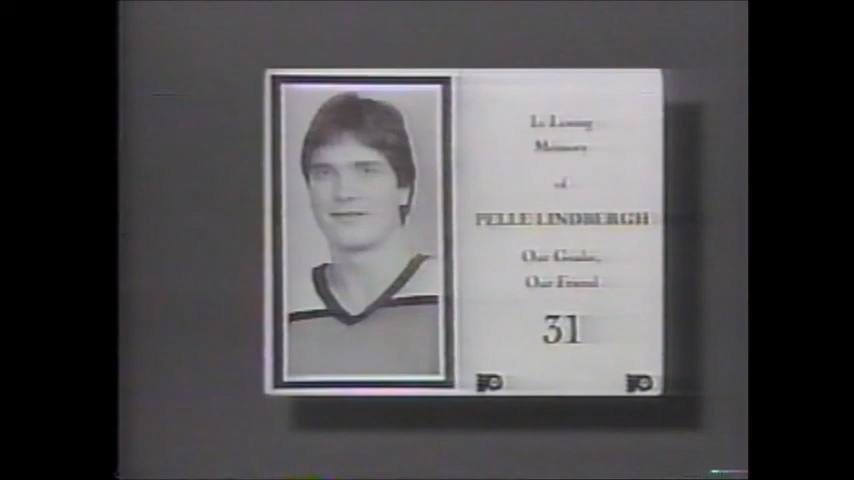 In Loving
Memory
of
PELLE LINDBERGH
Our Goalie,
Our Friend
31